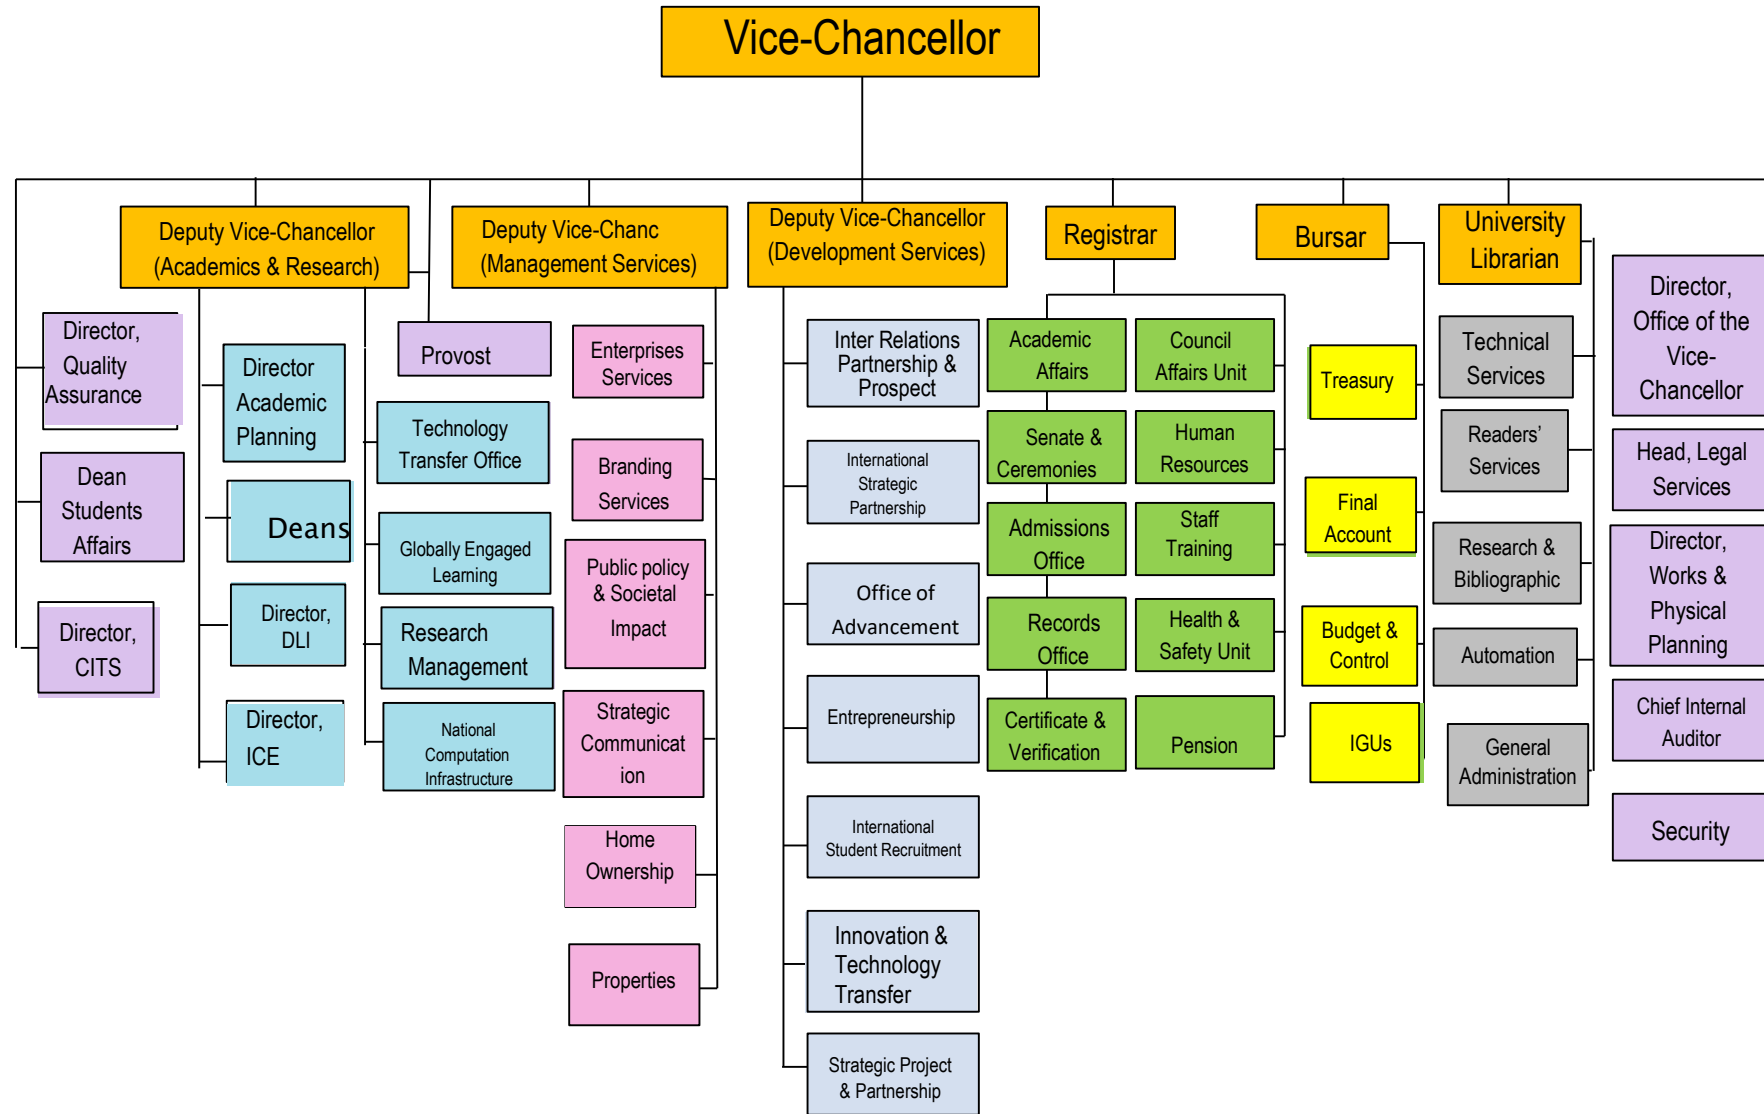 Vice-Chancellor
Deputy Vice-Chancellor
(Academics & Research)
Deputy Vice-Chanc
(Management Services)
Deputy Vice-Chancellor
(Development Services)
Registrar
Bursar
University
Librarian
Director,
Quality
Assurance
Dean
Students
Affairs
Director,
CITS
Director
Academic
Planning
Deans
Director,
DLI
Director,
ICE
Provost
Technology
Transfer Office
Globally Engaged
Learning
Research
Management
National
Computation
Infrastructure
Enterprises
Services
Branding
Services
Public policy
& Societal
Impact
Strategic
Communicat
ion
Home
Ownership
Properties
Inter Relations
Partnership &
Prospect
International
Strategic
Partnership
Office of
Advancement
Entrepreneurship
International
Student Recruitment
Innovation &
Technology
Transfer
Strategic Project
& Partnership
Academic
Affairs
Senate &
Ceremonies
Admissions
Office
Records
Office
Certificate &
Verification
Council
Affairs Unit
Human
Resources
Staff
Training
Health &
Safety Unit
Pension
Treasury
Final
Account
Budget &
Control
IGUs
Technical
Services
Readers'
Services
Research &
Bibliographic
Automation
General
Administration
Director,
Office of the
Vice-
Chancellor
Head, Legal
Services
Director,
Works &
Physical
Planning
Chief Internal
Auditor
Security